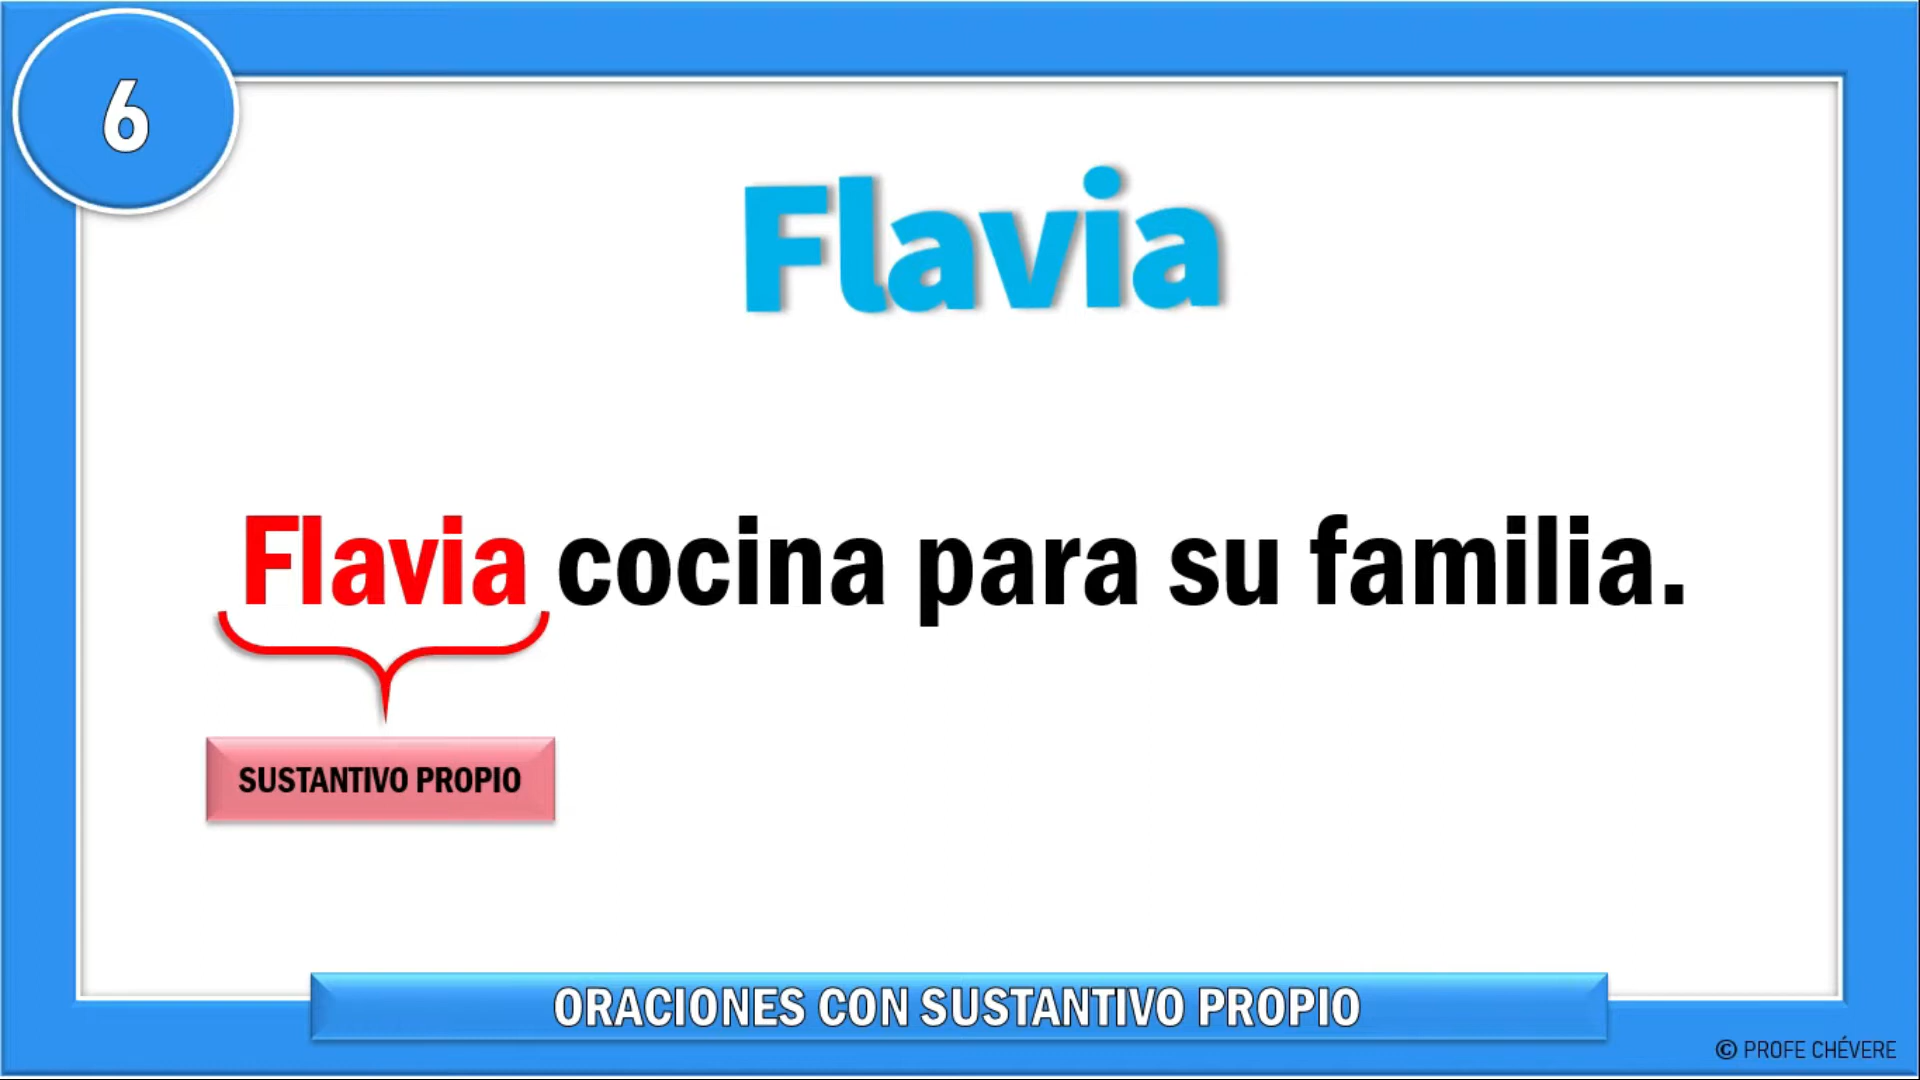 6
Flavia
Flavia cocina para su familia.
SUSTANTIVO PROPIO
ORACIONES CON SUSTANTIVO PROPIO
© PROFE CHÉVERE